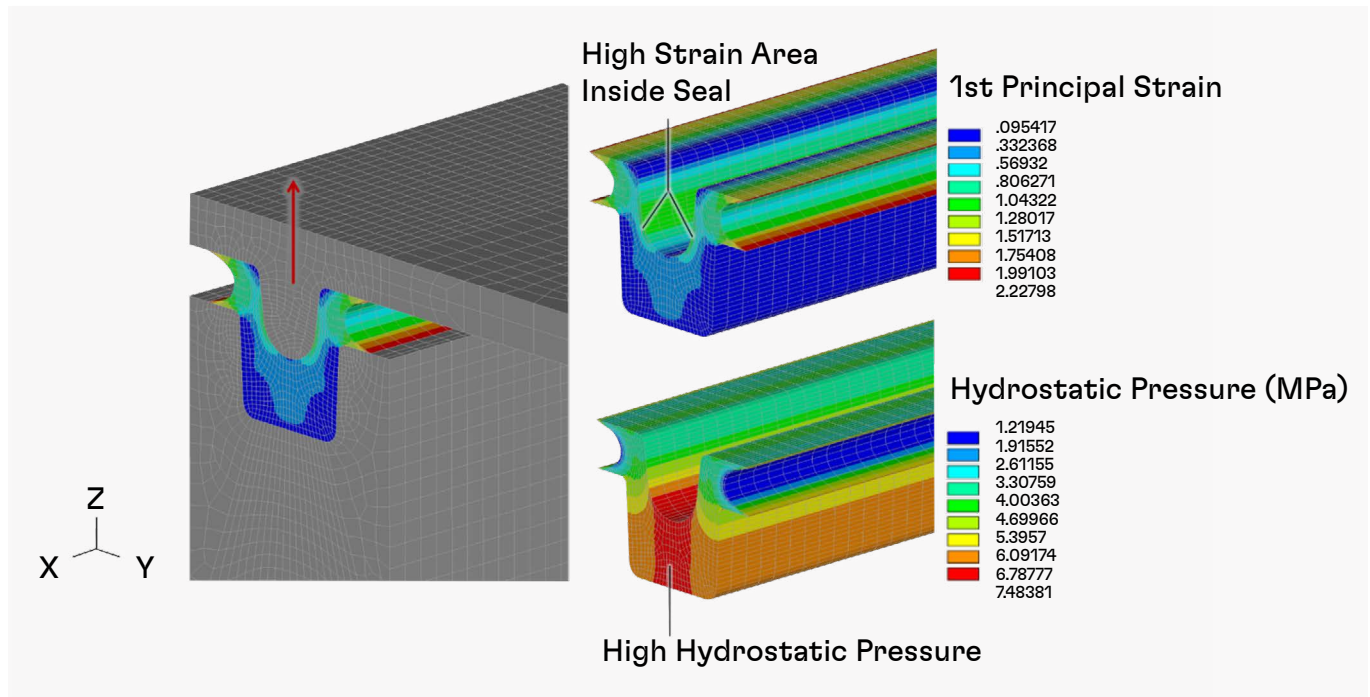 High Strain Area
Inside Seal
1st Principal Strain
.095417
.332368
.56932
.806271
1.04322
1.28017
1.51713
1.75408
1.99103
2.22798
Hydrostatic Pressure (MPa)
1.21945
1.91552
2.61155
3.30759
4.00363
4.69966
5.3957
6.09174
6.78777
7.48381
Z
X
Y
High Hydrostatic Pressure